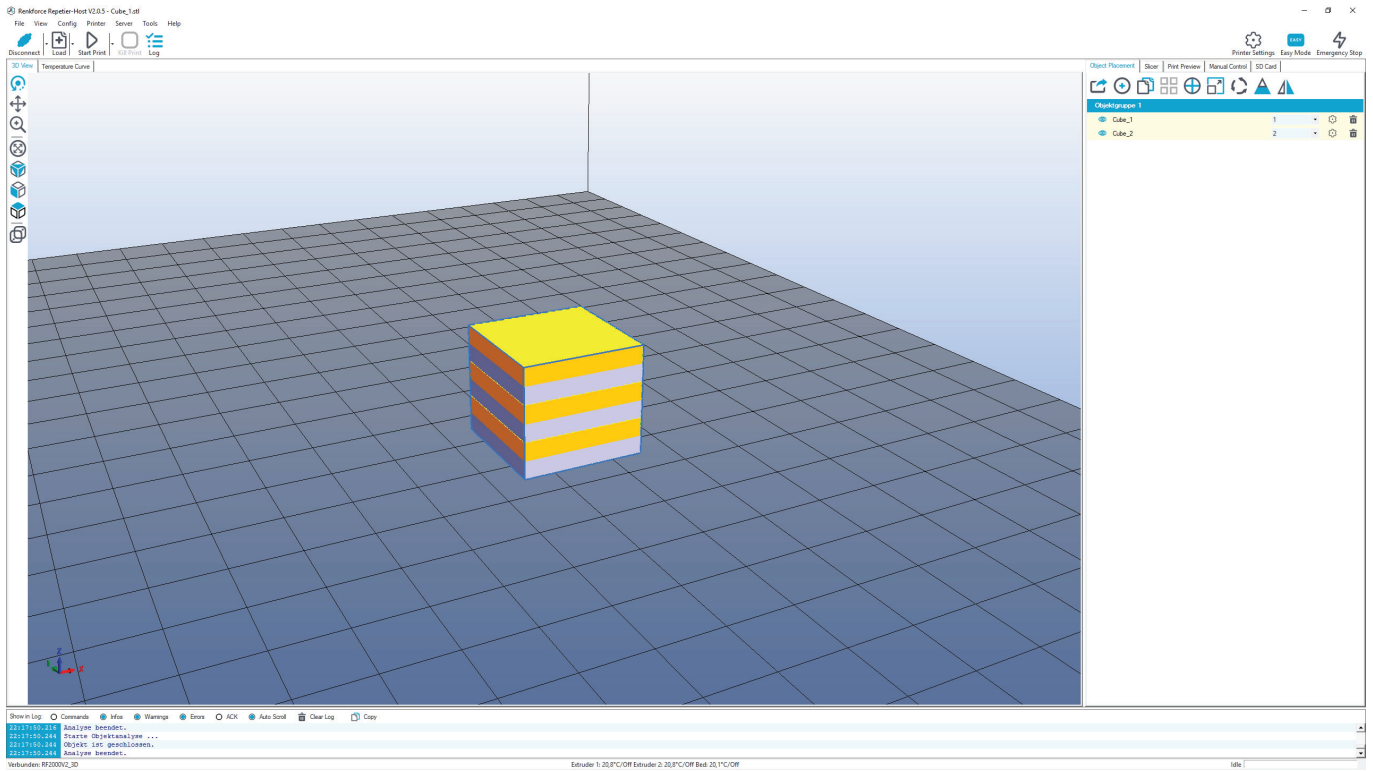 Renkforce Repetier-Host V2.0.5 - Cube_1.stl
File View Config Printer Server Tools Help
Disconnect Load Start Print Kill Print Log Printer Settings Easy Mode Emergency Stop
EASY
3D View Temperature Curve Object Placement Slicer Print Preview Manual Control SD Card
Objektgruppe 1
Cube_1 1
Cube_2 2
Z
X
Show in Log: Commands Infos Warnings Errors ACK Auto Scroll Clear Log Copy
22:17:50.216 Analyse beendet.
22:17:50.244 Starte Objektanalyse ...
22:17:50.244 Objekt ist geschlossen.
22:17:50.244 Analyse beendet.
Verbunden: RF2000V2_3D Extruder 1: 20,8°C/Off Extruder 2: 20,8°C/Off Bed: 20,1°C/Off Idle